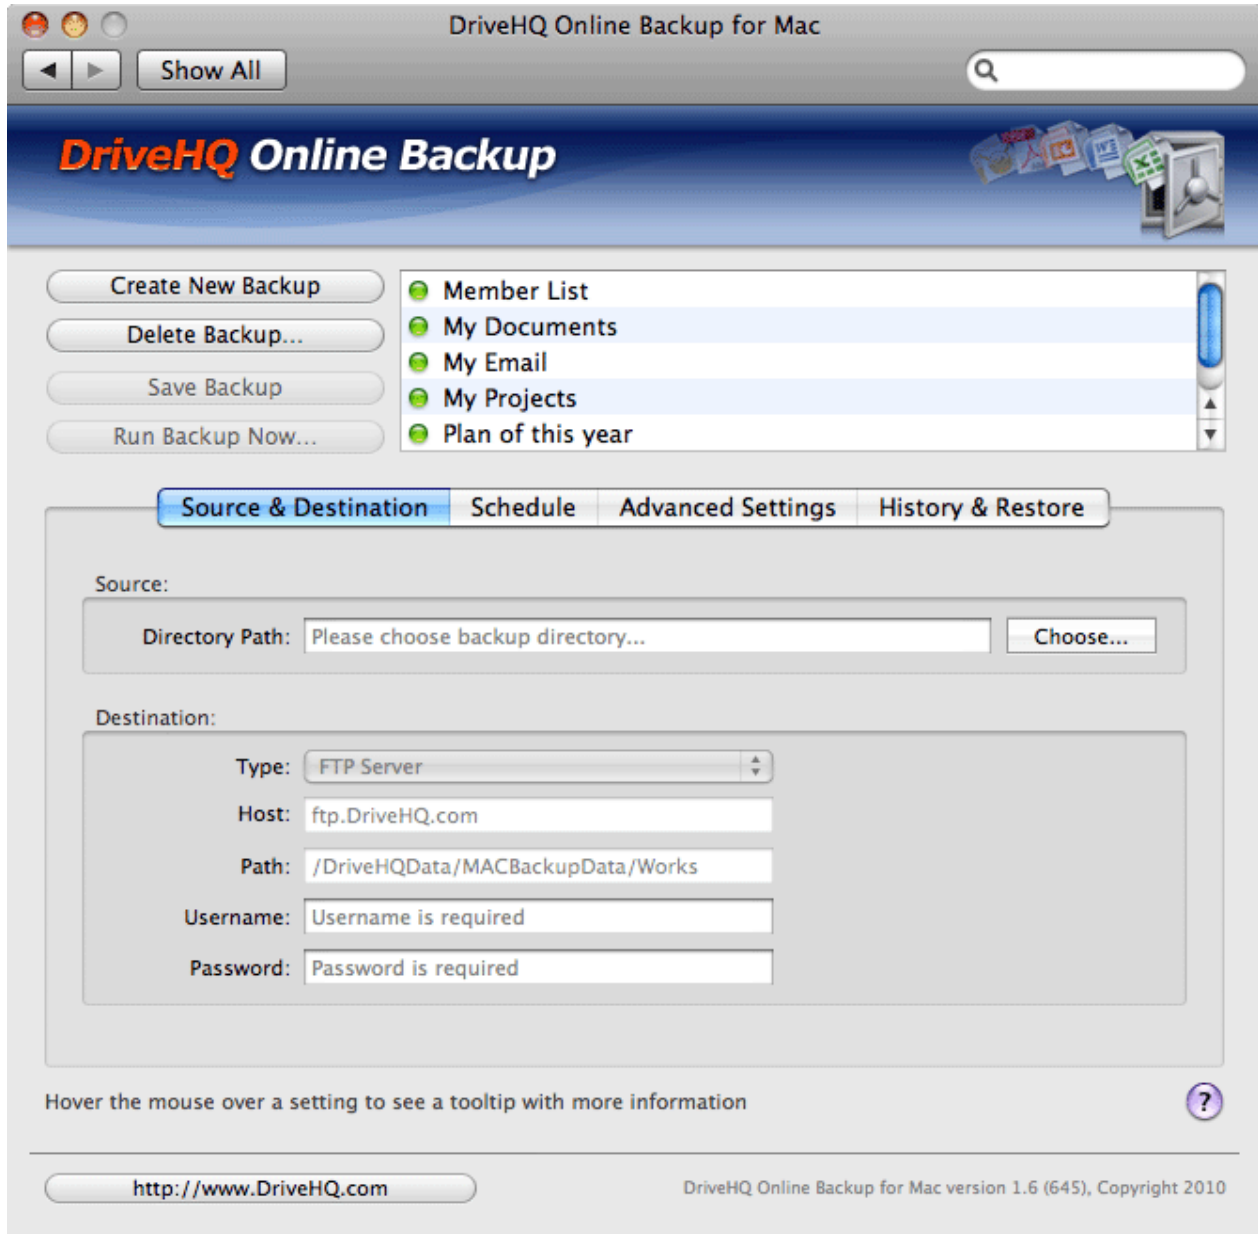 DriveHQ Online Backup for Mac
Show All
DriveHQ Online Backup
Create New Backup
Delete Backup...
Save Backup
Run Backup Now...
Member List
My Documents
My Email
My Projects
Plan of this year
Source & Destination Schedule Advanced Settings History & Restore
Source:
Directory Path: Please choose backup directory... Choose...
Destination:
Type: FTP Server
Host: ftp.DriveHQ.com
Path: /DriveHQData/MACBackupData/Works
Username: Username is required
Password: Password is required
Hover the mouse over a setting to see a tooltip with more information ?
http://www.DriveHQ.com DriveHQ Online Backup for Mac version 1.6 (645), Copyright 2010